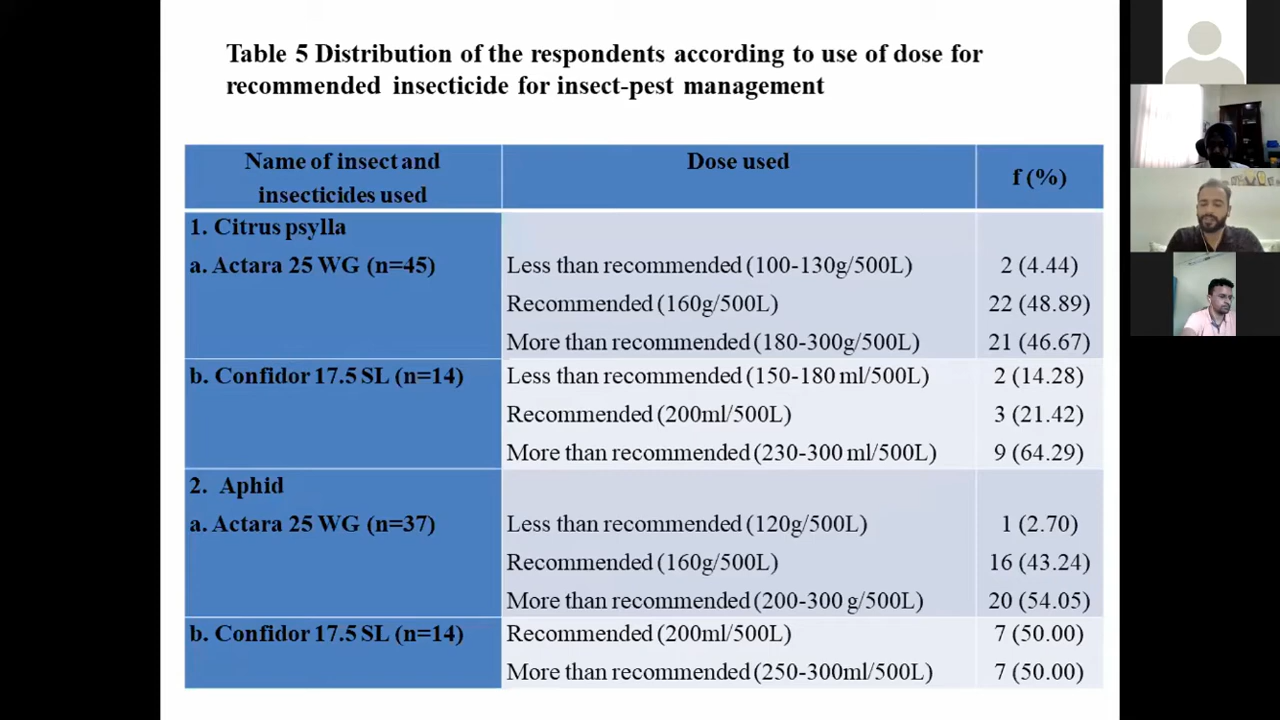 Table 5 Distribution of the respondents according to use of dose for
recommended insecticide for insect-pest management
Name of insect and
insecticides used
Dose used
f (%)
1. Citrus psylla
a. Actara 25 WG (n=45)
Less than recommended (100-130g/500L)
2 (4.44)
Recommended (160g/500L)
22 (48.89)
More than recommended (180-300g/500L)
21 (46.67)
b. Confidor 17.5 SL (n=14)
Less than recommended (150-180 ml/500L)
2 (14.28)
Recommended (200ml/500L)
3 (21.42)
More than recommended (230-300 ml/500L)
9 (64.29)
2. Aphid
a. Actara 25 WG (n=37)
Less than recommended (120g/500L)
1 (2.70)
Recommended (160g/500L)
16 (43.24)
More than recommended (200-300 g/500L)
20 (54.05)
b. Confidor 17.5 SL (n=14)
Recommended (200ml/500L)
7 (50.00)
More than recommended (250-300ml/500L)
7 (50.00)